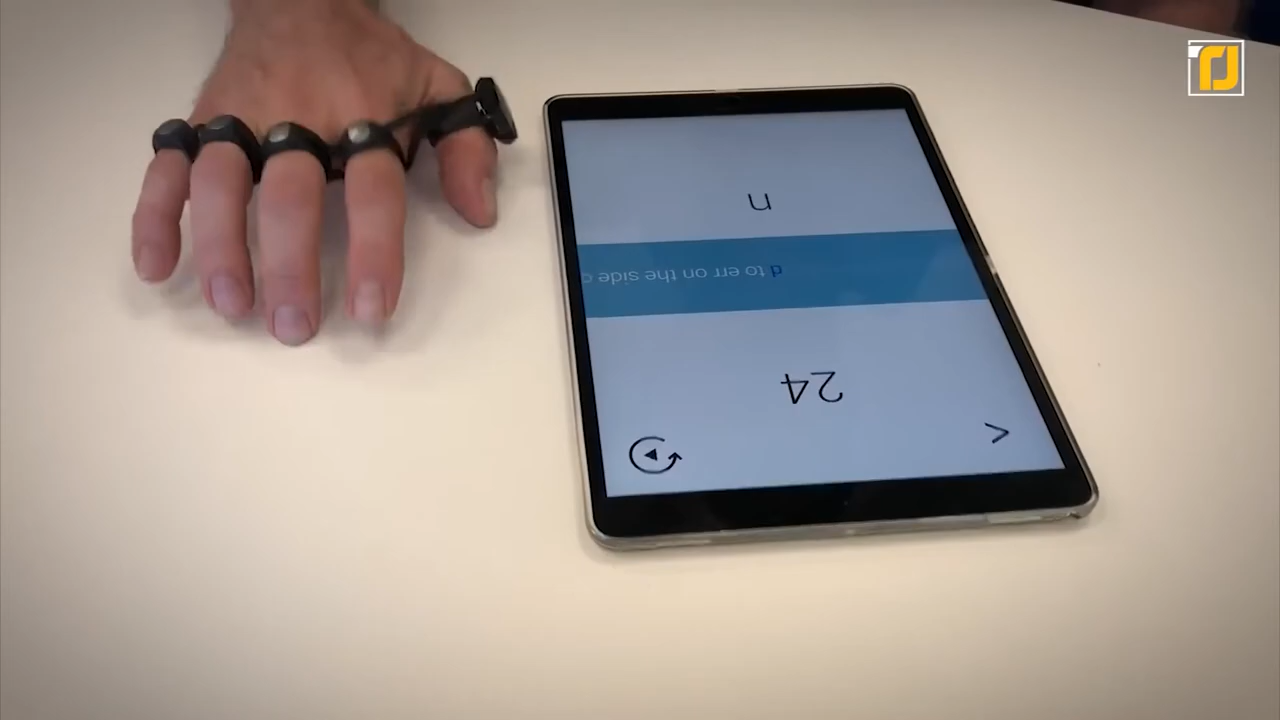 24
d to err on the side
n